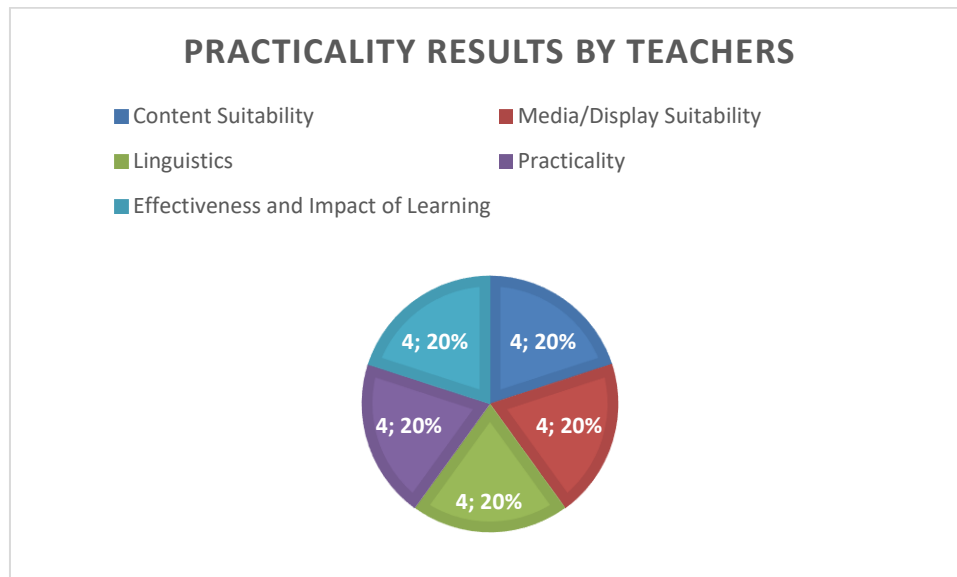 PRACTICALITY RESULTS BY TEACHERS
Content Suitability
Media/Display Suitability
Linguistics
Practicality
Effectiveness and Impact of Learning
4; 20%
4; 20%
4; 20%
4; 20%
4; 20%